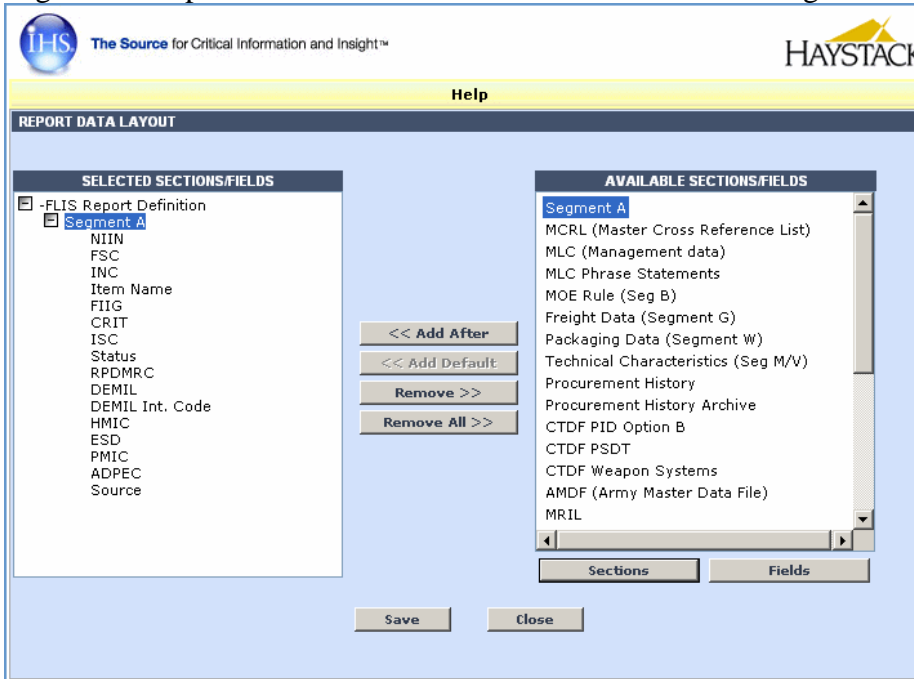 IHS
The Source for Critical Information and Insight™
HAYSTACK
Help
REPORT DATA LAYOUT
SELECTED SECTIONS/FIELDS
-FLIS Report Definition
Segment A
NIIN
FSC
INC
Item Name
FIIG
CRIT
ISC
Status
RPDMRC
DEMIL
DEMIL Int. Code
HMIC
ESD
PMIC
ADPEC
Source
<< Add After
<< Add Default
Remove >>
Remove All >>
AVAILABLE SECTIONS/FIELDS
Segment A
MCRL (Master Cross Reference List)
MLC (Management data)
MLC Phrase Statements
MOE Rule (Seg B)
Freight Data (Segment G)
Packaging Data (Segment W)
Technical Characteristics (Seg M/V)
Procurement History
Procurement History Archive
CTDF PID Option B
CTDF PSDT
CTDF Weapon Systems
AMDF (Army Master Data File)
MRIL
Sections
Fields
Save
Close